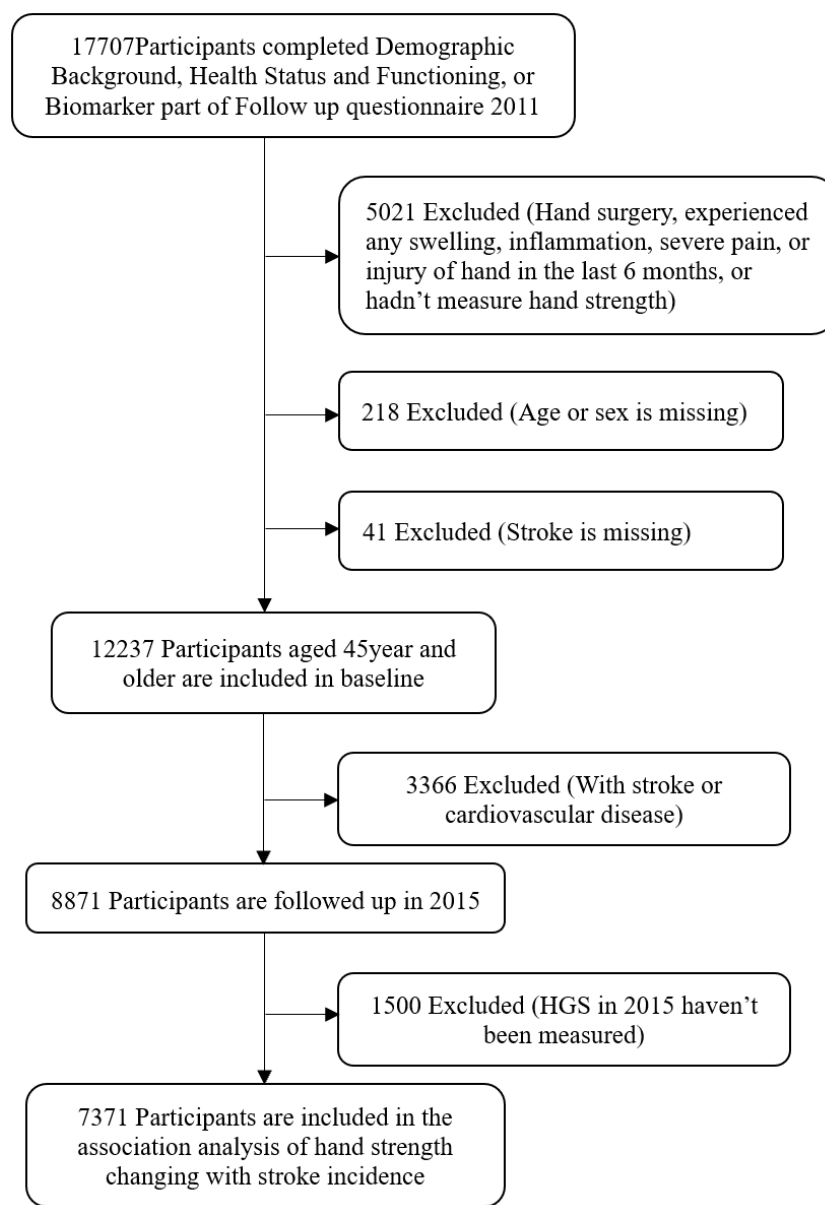 17707Participants completed Demographic
Background, Health Status and Functioning, or
Biomarker part of Follow up questionnaire 2011
5021 Excluded (Hand surgery, experienced
any swelling, inflammation, severe pain, or
injury of hand in the last 6 months, or
hadn't measure hand strength)
218 Excluded (Age or sex is missing)
41 Excluded (Stroke is missing)
12237 Participants aged 45year and
older are included in baseline
3366 Excluded (With stroke or
cardiovascular disease)
8871 Participants are followed up in 2015
1500 Excluded (HGS in 2015 haven't
been measured)
7371 Participants are included in the
association analysis of hand strength
changing with stroke incidence